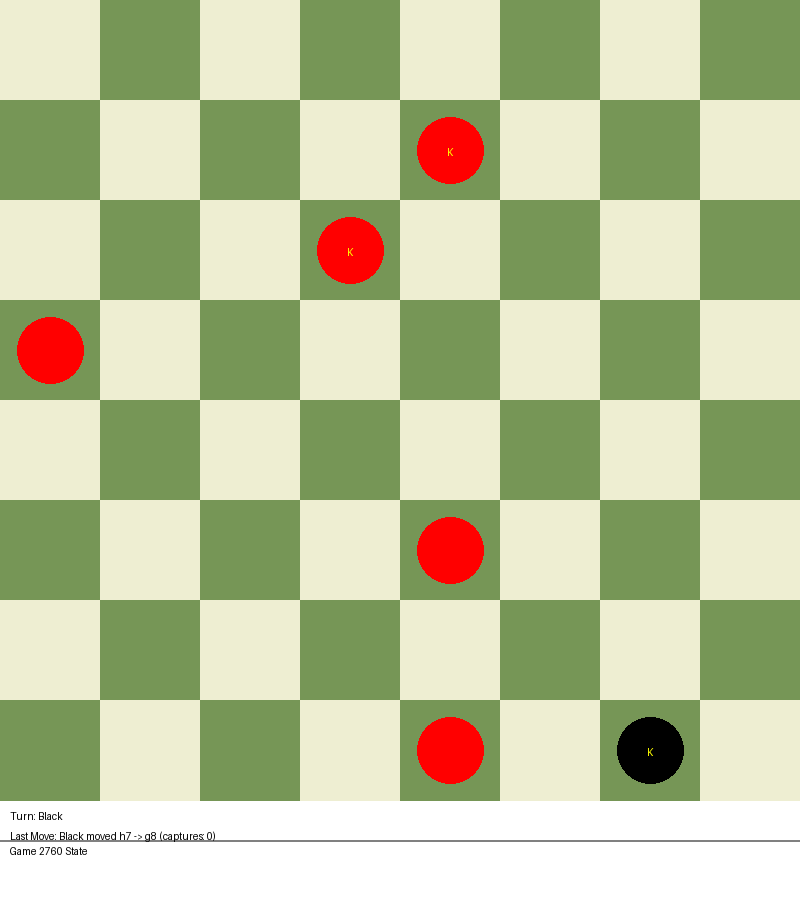 K
K
K
Turn: Black
Last Move: Black moved h7 -> g8 (captures: 0)
Game 2760 State